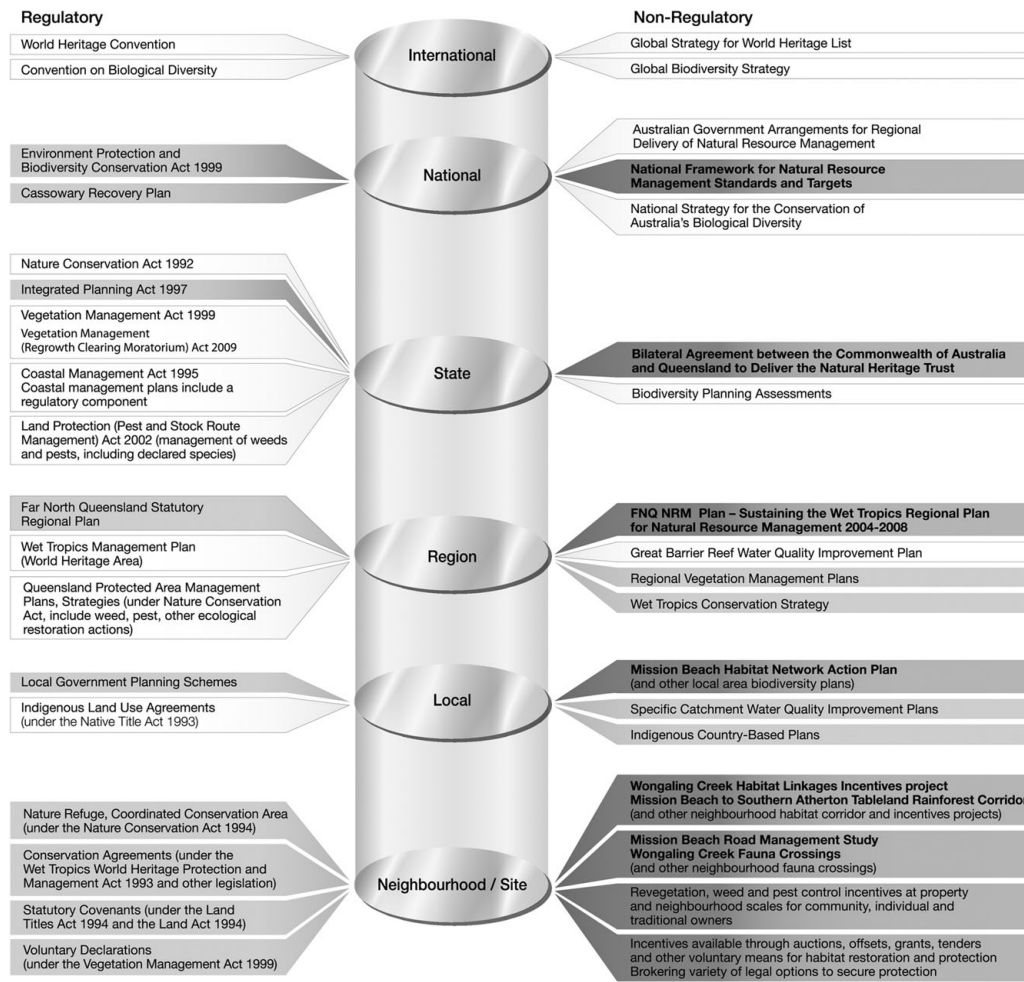 Regulatory
Non-Regulatory
World Heritage Convention
Convention on Biological Diversity
International
Global Strategy for World Heritage List
Global Biodiversity Strategy
Environment Protection and
Biodiversity Conservation Act 1999
Cassowary Recovery Plan
National
Australian Government Arrangements for Regional
Delivery of Natural Resource Management
National Framework for Natural Resource
Management Standards and Targets
National Strategy for the Conservation of
Australia's Biological Diversity
Nature Conservation Act 1992
Integrated Planning Act 1997
Vegetation Management Act 1999
Vegetation Management
(Regrowth Clearing Moratorium) Act 2009
Coastal Management Act 1995
Coastal management plans include a
regulatory component
Land Protection (Pest and Stock Route
Management) Act 2002 (management of weeds
and pests, including declared species)
State
Bilateral Agreement between the Commonwealth of Australia
and Queensland to Deliver the Natural Heritage Trust
Biodiversity Planning Assessments
Far North Queensland Statutory
Regional Plan
Wet Tropics Management Plan
(World Heritage Area)
Queensland Protected Area Management
Plans, Strategies (under Nature Conservation
Act, include weed, pest, other ecological
restoration actions)
Region
FNQ NRM Plan – Sustaining the Wet Tropics Regional Plan
for Natural Resource Management 2004-2008
Great Barrier Reef Water Quality Improvement Plan
Regional Vegetation Management Plans
Wet Tropics Conservation Strategy
Local Government Planning Schemes
Indigenous Land Use Agreements
(under the Native Title Act 1993)
Local
Mission Beach Habitat Network Action Plan
(and other local area biodiversity plans)
Specific Catchment Water Quality Improvement Plans
Indigenous Country-Based Plans
Nature Refuge, Coordinated Conservation Area
(under the Nature Conservation Act 1994)
Conservation Agreements (under the
Wet Tropics World Heritage Protection and
Management Act 1993 and other legislation)
Statutory Covenants (under the Land
Titles Act 1994 and the Land Act 1994)
Voluntary Declarations
(under the Vegetation Management Act 1999)
Neighbourhood / Site
Wongaling Creek Habitat Linkages Incentives project
Mission Beach to Southern Atherton Tableland Rainforest Corridor
(and other neighbourhood habitat corridor and incentives projects)
Mission Beach Road Management Study
Wongaling Creek Fauna Crossings
(and other neighbourhood fauna crossings)
Revegetation, weed and pest control incentives at property
and neighbourhood scales for community, individual and
traditional owners
Incentives available through auctions, offsets, grants, tenders
and other voluntary means for habitat restoration and protection
Brokering variety of legal options to secure protection